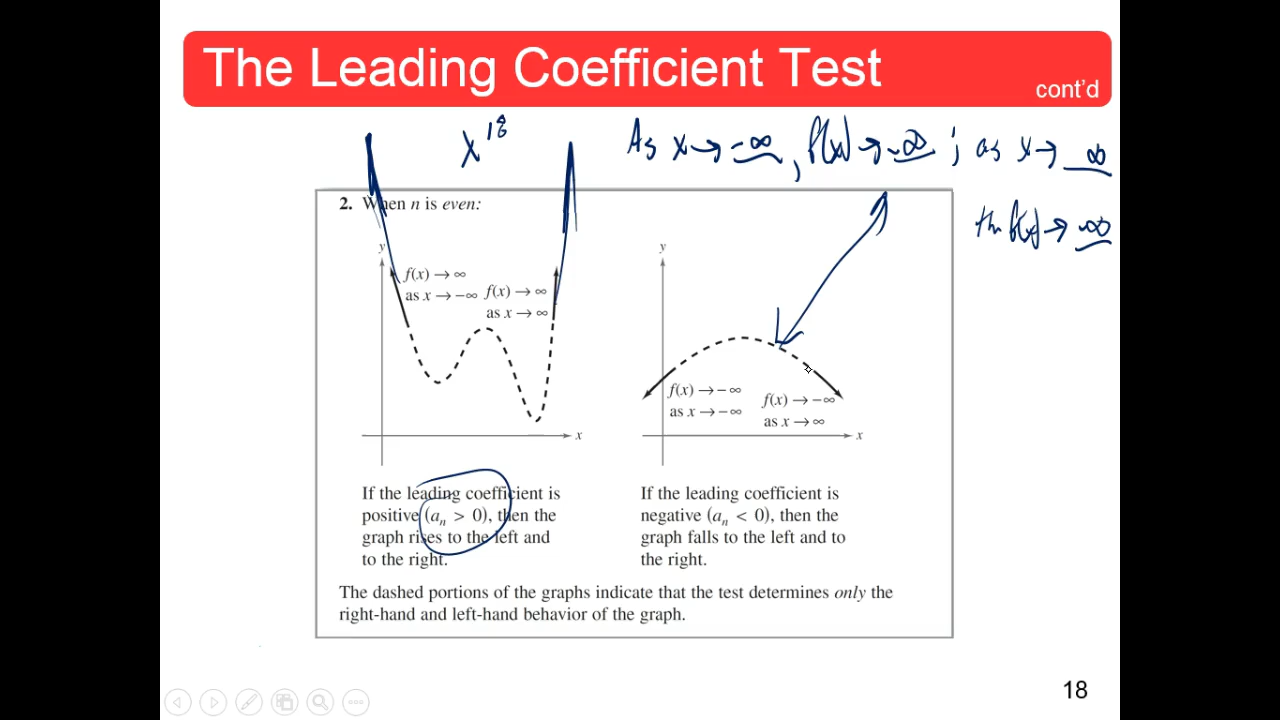 The Leading Coefficient Test
cont'd
x^18
As x → -∞, f(x) → -∞ ; as x → ∞
the f(x) → -∞
2. When n is even:
y
f(x) → ∞
as x → −∞
f(x) → ∞
as x → ∞
x
y
f(x) → −∞
as x → −∞
f(x) → −∞
as x → ∞
x
If the leading coefficient is
positive (aₙ > 0), then the
graph rises to the left and
to the right.
If the leading coefficient is
negative (aₙ < 0), then the
graph falls to the left and to
the right.
The dashed portions of the graphs indicate that the test determines only the
right-hand and left-hand behavior of the graph.
18